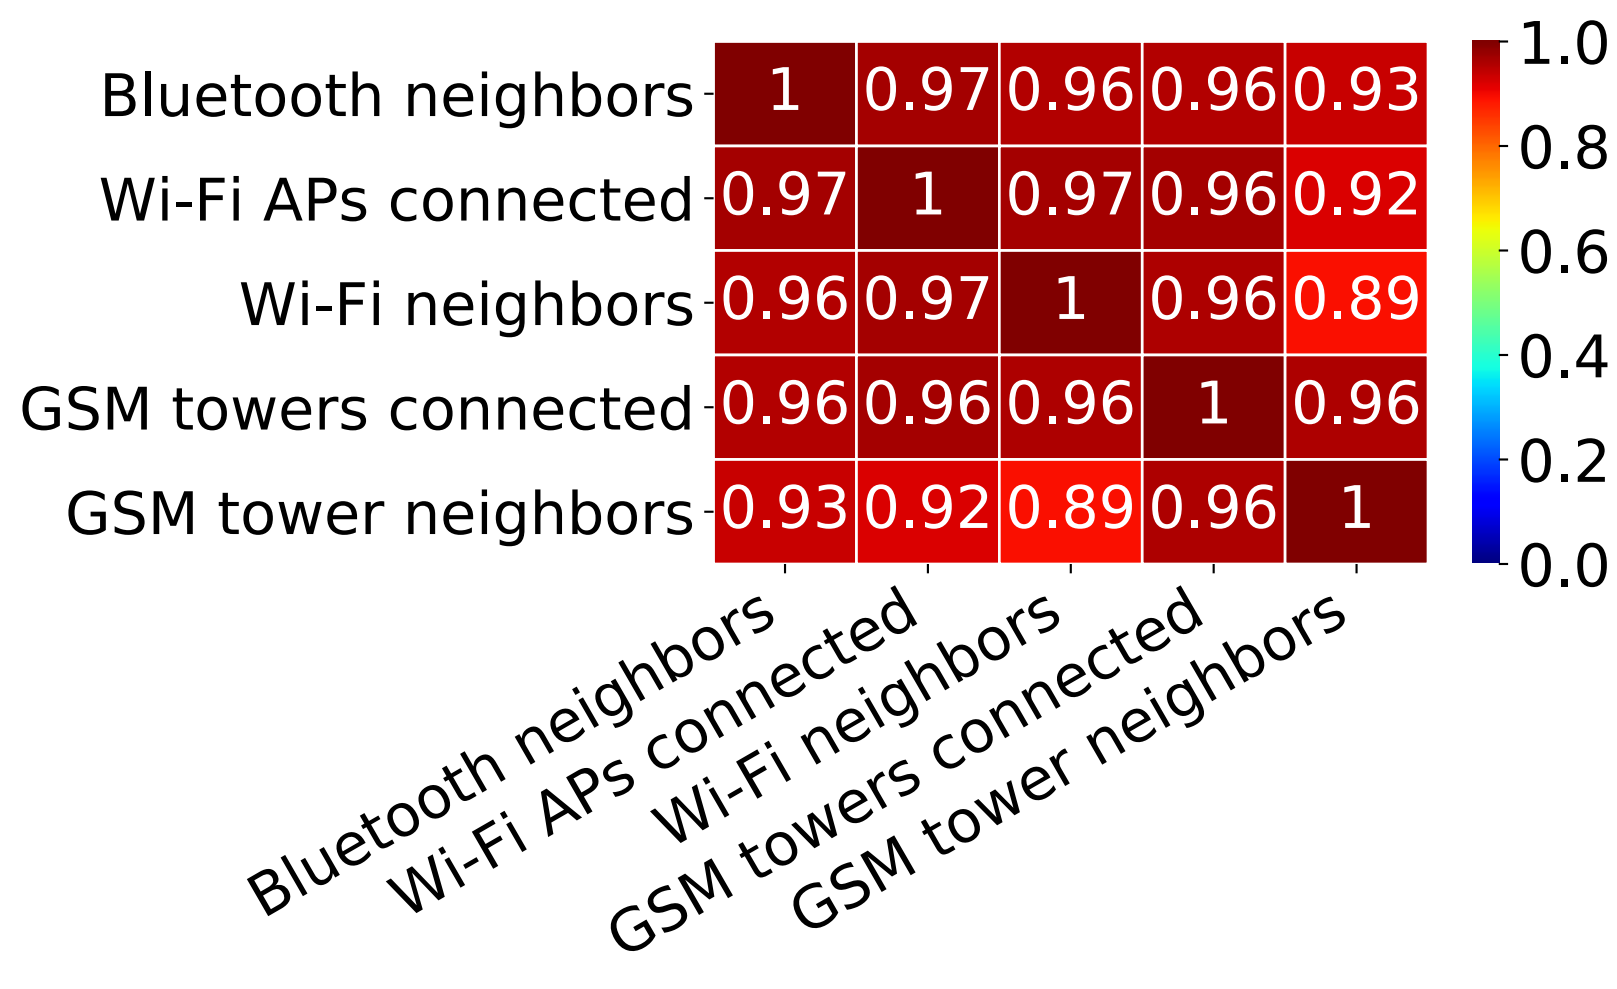 Bluetooth neighbors 1 0.97 0.96 0.96 0.93
Wi-Fi APs connected 0.97 1 0.97 0.96 0.92
Wi-Fi neighbors 0.96 0.97 1 0.96 0.89
GSM towers connected 0.96 0.96 0.96 1 0.96
GSM tower neighbors 0.93 0.92 0.89 0.96 1
Bluetooth neighbors
Wi-Fi APs connected
Wi-Fi neighbors
GSM towers connected
GSM tower neighbors
1.0
0.8
0.6
0.4
0.2
0.0